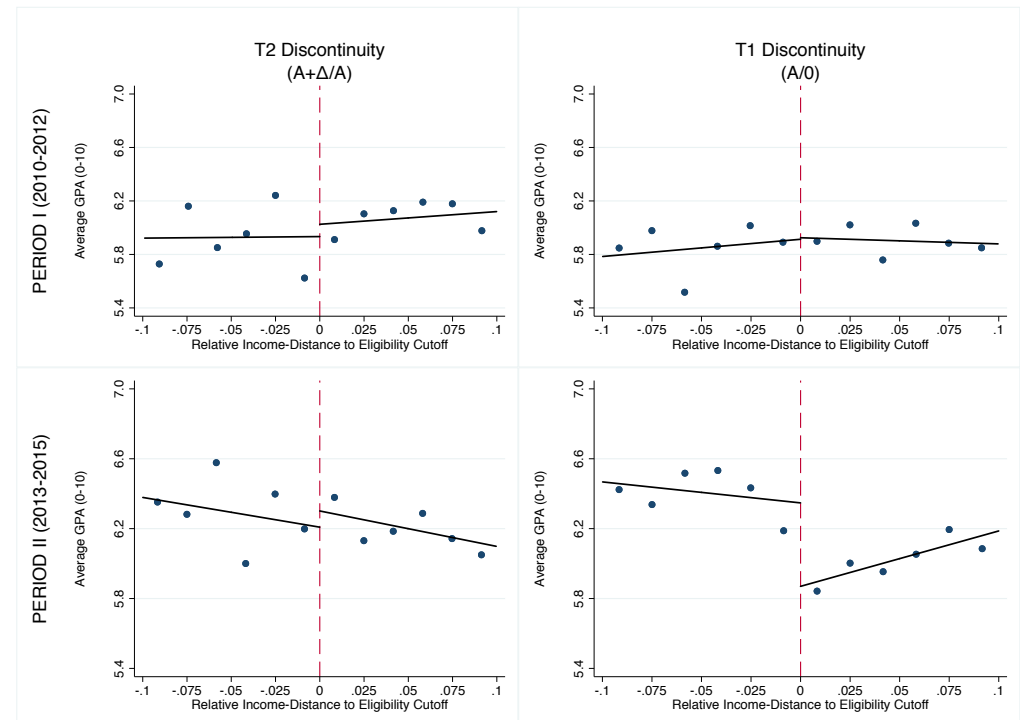 T2 Discontinuity
(A+Δ/A)
T1 Discontinuity
(A/0)
PERIOD I (2010-2012)
Average GPA (0-10)
7.0
6.6
6.2
5.8
5.4
-.1 -.075 -.05 -.025 0 .025 .05 .075 .1
Relative Income-Distance to Eligibility Cutoff
Average GPA (0-10)
7.0
6.6
6.2
5.8
5.4
-.1 -.075 -.05 -.025 0 .025 .05 .075 .1
Relative Income-Distance to Eligibility Cutoff
PERIOD II (2013-2015)
Average GPA (0-10)
7.0
6.6
6.2
5.8
5.4
-.1 -.075 -.05 -.025 0 .025 .05 .075 .1
Relative Income-Distance to Eligibility Cutoff
Average GPA (0-10)
7.0
6.6
6.2
5.8
5.4
-.1 -.075 -.05 -.025 0 .025 .05 .075 .1
Relative Income-Distance to Eligibility Cutoff